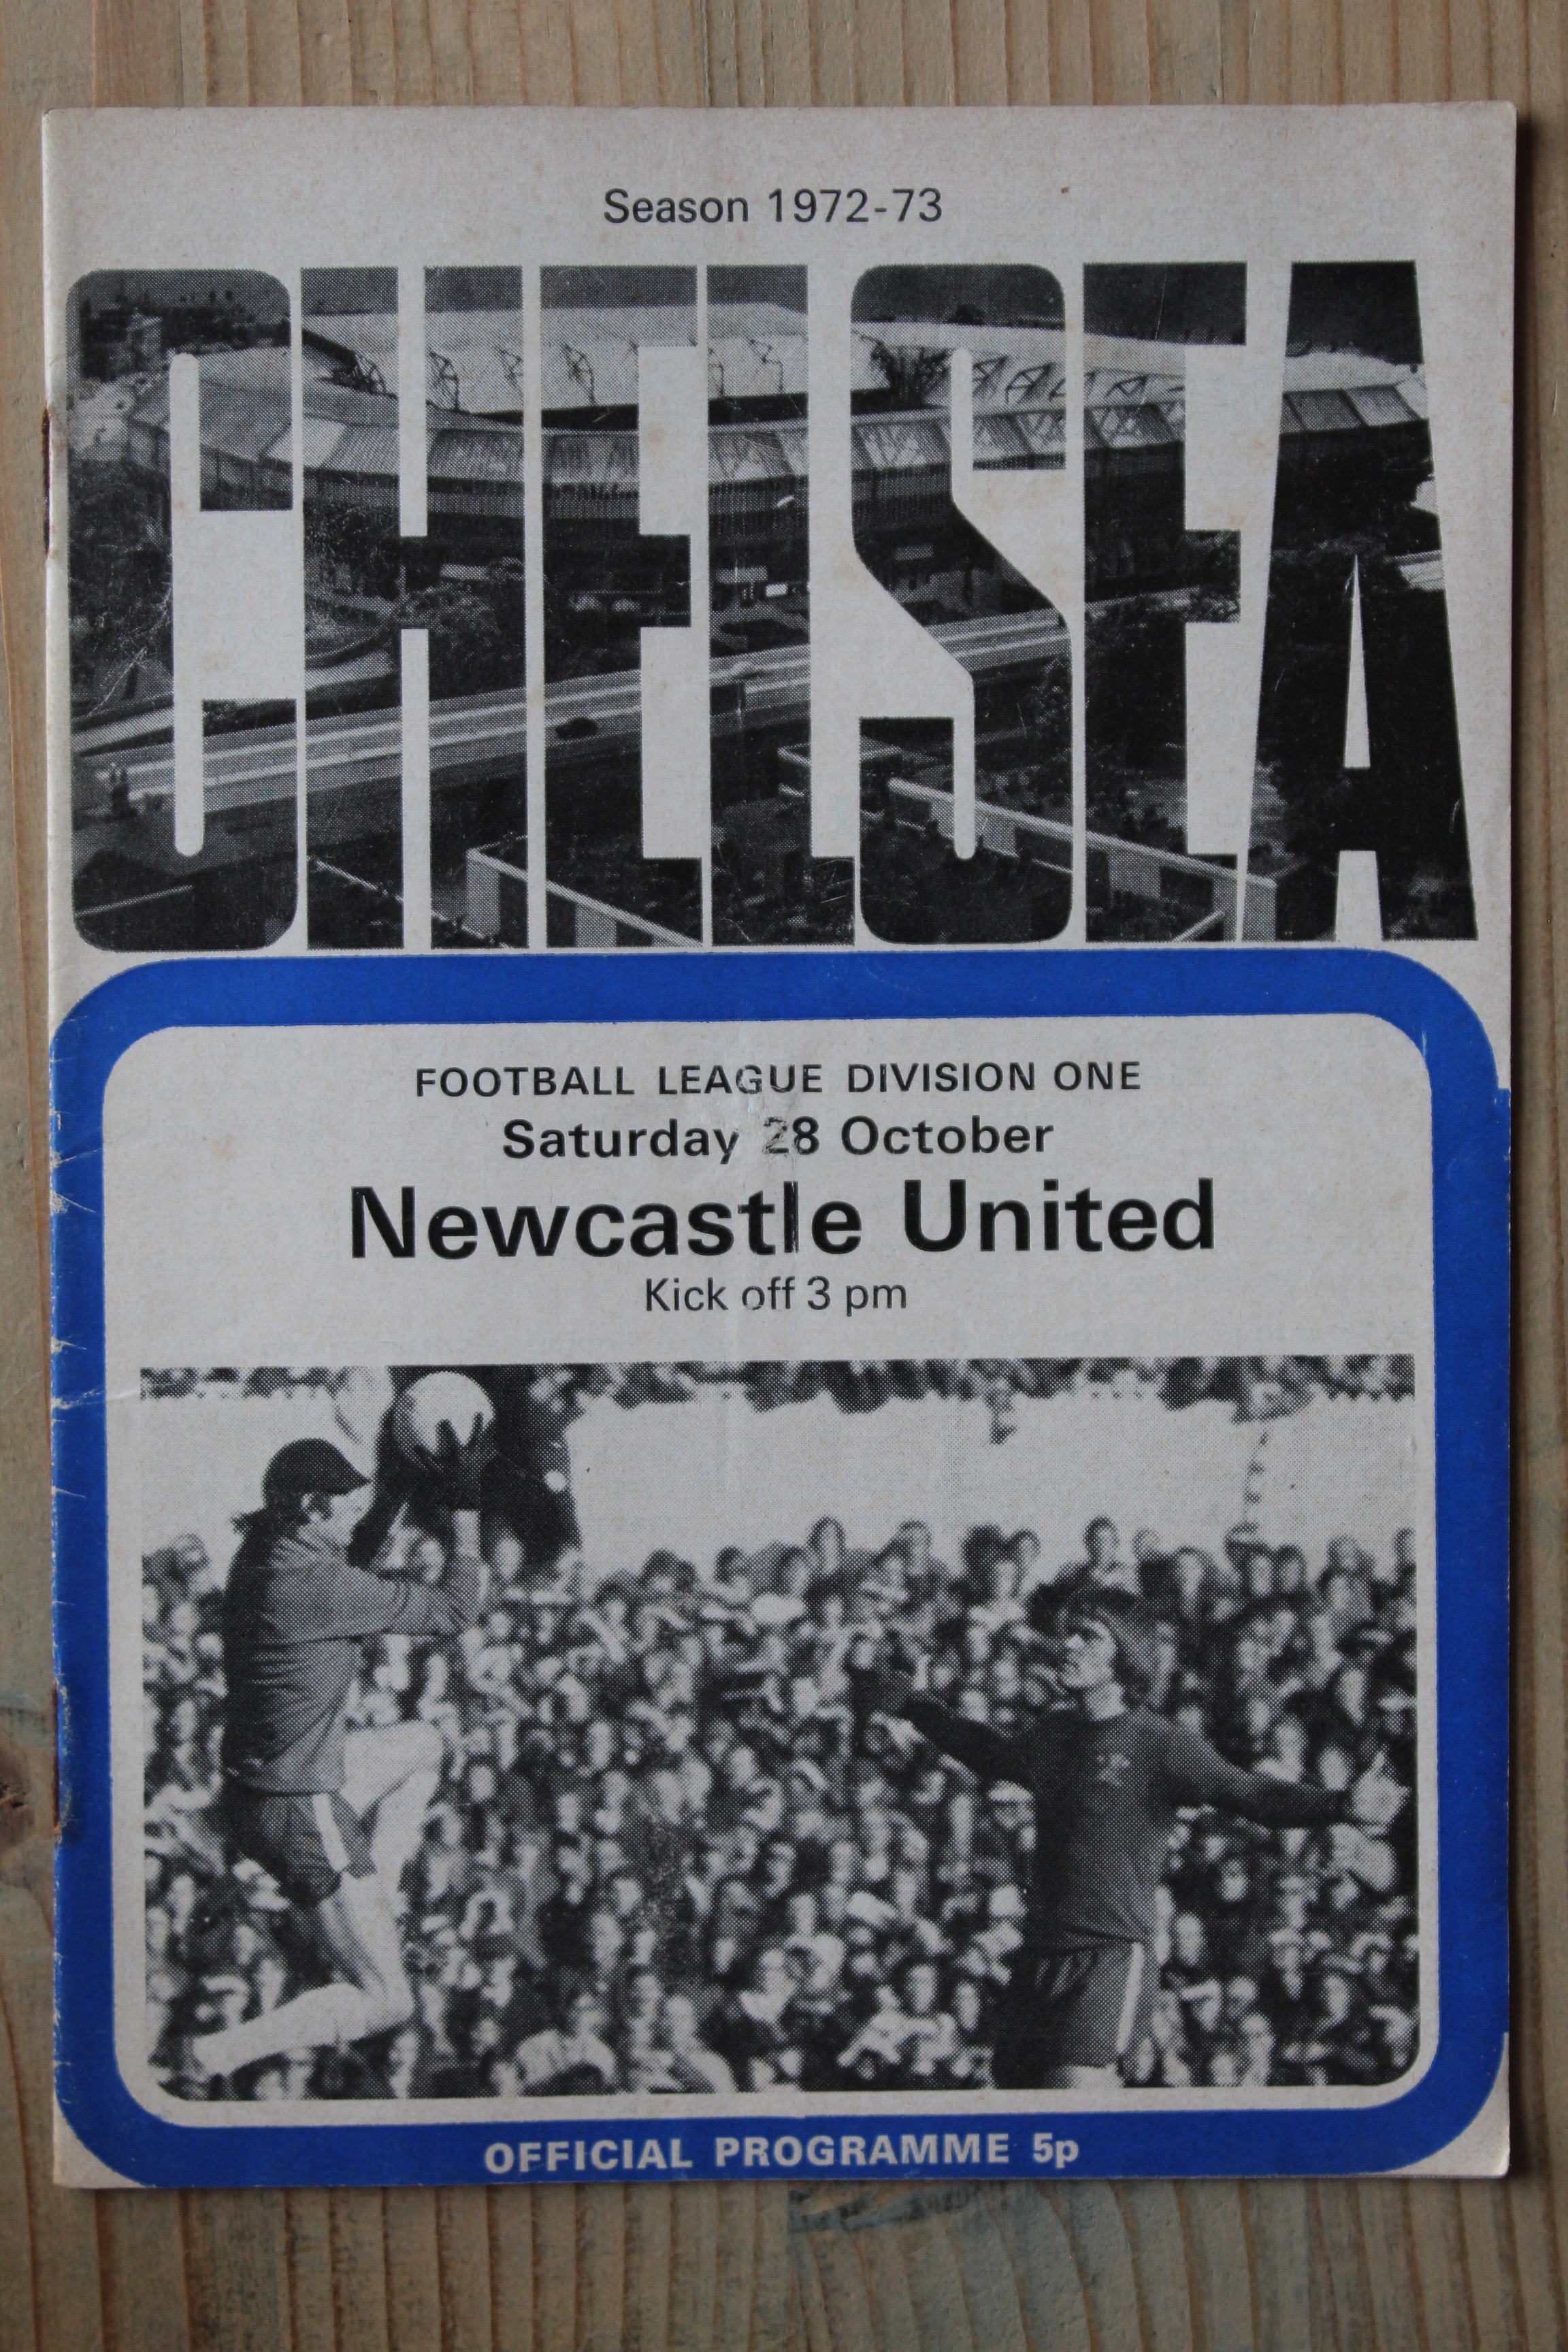 Season 1972-73
CHELSEA
FOOTBALL LEAGUE DIVISION ONE
Saturday 28 October
Newcastle United
Kick off 3 pm
OFFICIAL PROGRAMME 5p